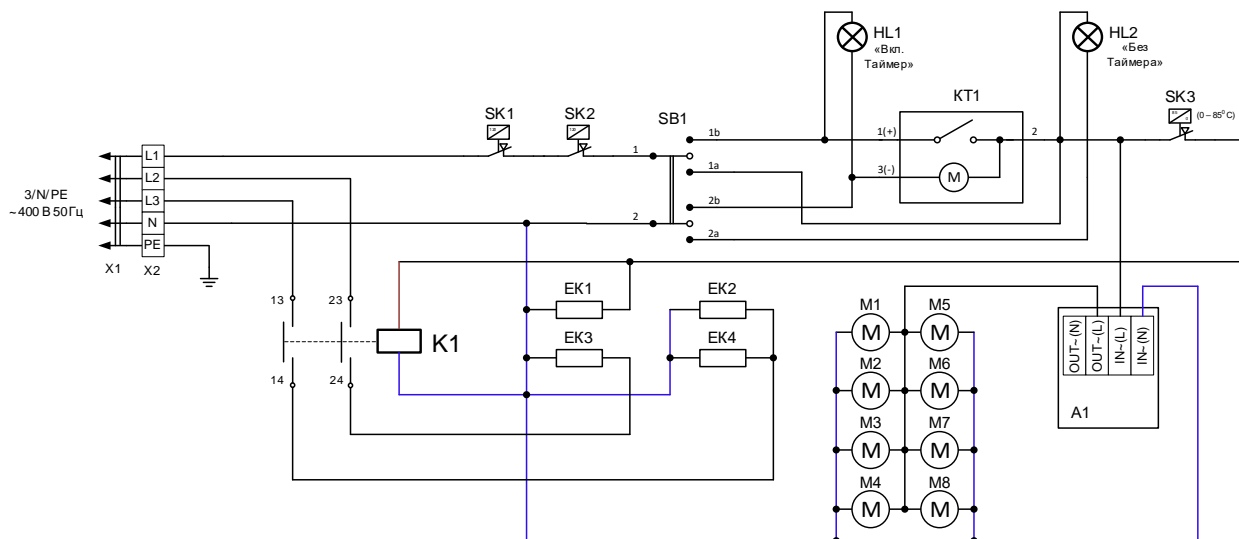 HL1
«Вкл.
Таймер»
HL2
«Без
Таймера»
KT1
SK3
(0 – 85⁰ C)
SK1
SK2
SB1
1b
1(+)
2
1
1a
3(-)
2b
2
2a
L1
L2
L3
N
PE
3/N/PE
~400 В 50Гц
X1
X2
13
23
14
24
K1
EK1
EK2
EK3
EK4
M1
M5
M
M
M2
M6
M
M
M3
M7
M
M
M4
M8
M
M
M
OUT~(N)
OUT~(L)
IN~(L)
IN~(N)
A1